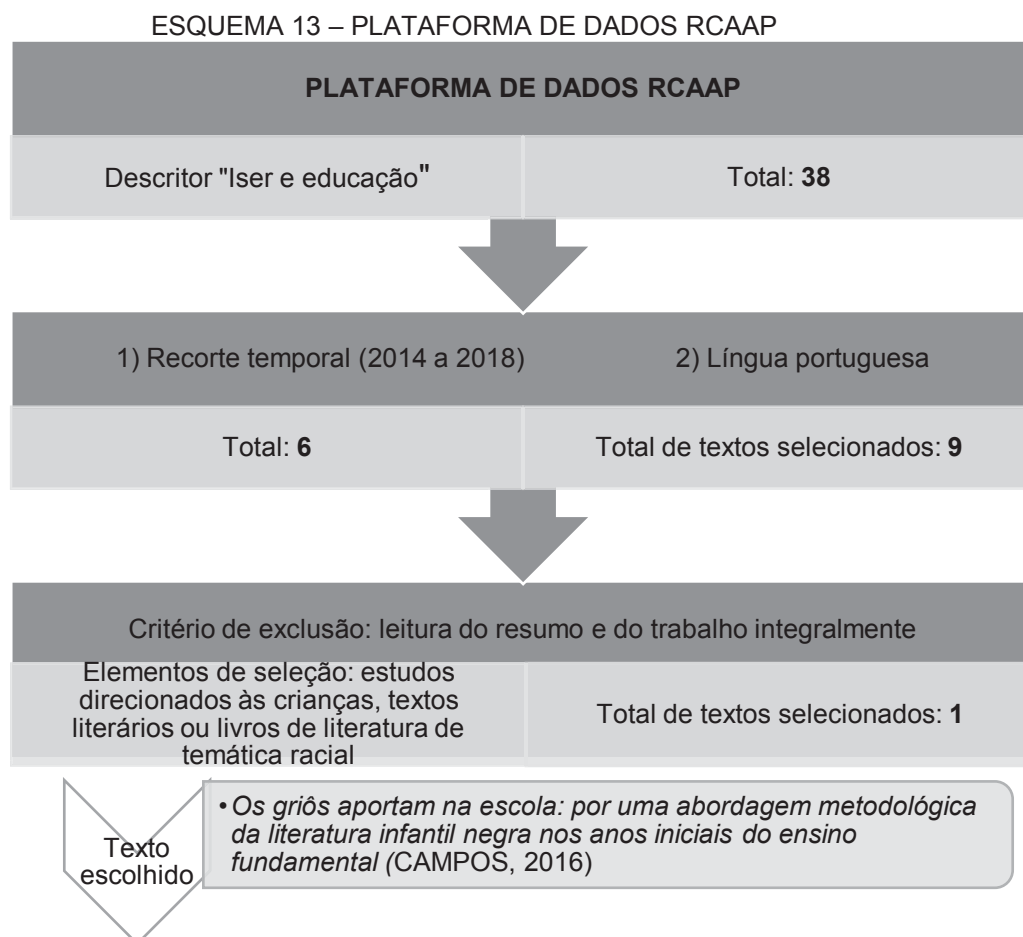 ESQUEMA 13 – PLATAFORMA DE DADOS RCAAP
PLATAFORMA DE DADOS RCAAP
Descritor "Iser e educação"
Total: 38
1) Recorte temporal (2014 a 2018)
2) Língua portuguesa
Total: 6
Total de textos selecionados: 9
Critério de exclusão: leitura do resumo e do trabalho integralmente
Elementos de seleção: estudos
direcionados às crianças, textos
literários ou livros de literatura de
temática racial
Total de textos selecionados: 1
Texto
escolhido
• Os griôs aportam na escola: por uma abordagem metodológica
da literatura infantil negra nos anos iniciais do ensino
fundamental (CAMPOS, 2016)